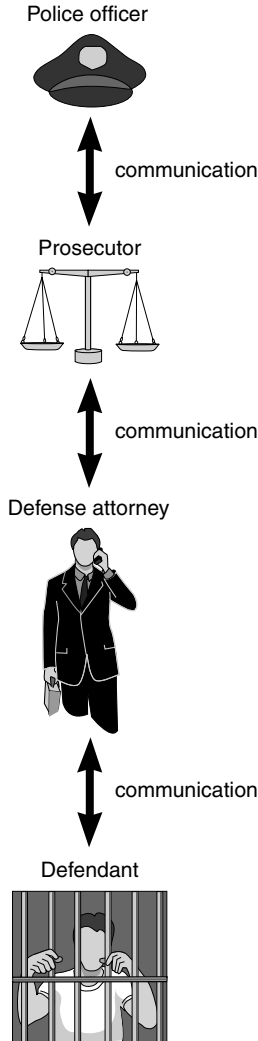 Police officer
communication
Prosecutor
communication
Defense attorney
communication
Defendant